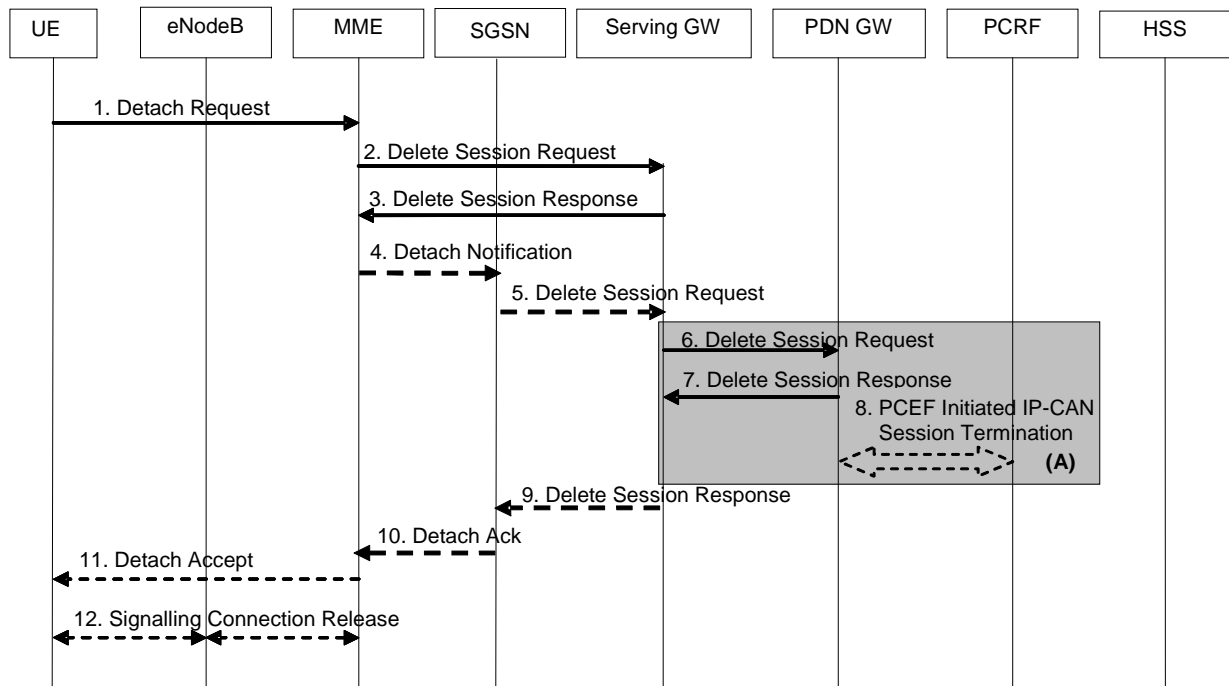 UE
eNodeB
MME
SGSN
Serving GW
PDN GW
PCRF
HSS
1. Detach Request
2. Delete Session Request
3. Delete Session Response
4. Detach Notification
5. Delete Session Request
6. Delete Session Request
7. Delete Session Response
8. PCEF Initiated IP-CAN
Session Termination
(A)
9. Delete Session Response
10. Detach Ack
11. Detach Accept
12. Signalling Connection Release